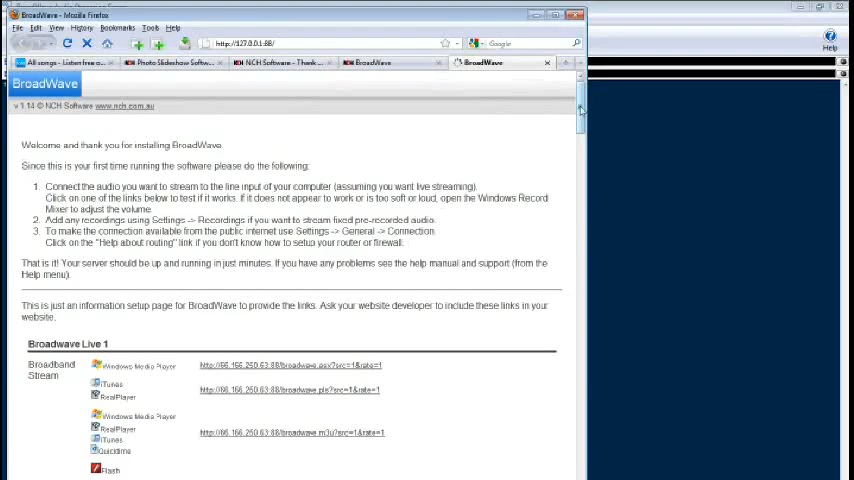 BroadWave - Mozilla Firefox
File Edit View History Bookmarks Tools Help
http://127.0.0.1:88/
Google
Help
All songs - Listen free o...
Photo Slideshow Softw...
NCH Software - Thank...
BroadWave
BroadWave
BroadWave
v 1.14 © NCH Software www.nch.com.au
Welcome and thank you for installing BroadWave.
Since this is your first time running the software please do the following:
1. Connect the audio you want to stream to the line input of your computer (assuming you want live streaming).
Click on one of the links below to test if it works. If it does not appear to work or is too soft or loud, open the Windows Record
Mixer to adjust the volume.
2. Add any recordings using Settings -> Recordings if you want to stream fixed pre-recorded audio.
3. To make the connection available from the public internet use Settings -> General -> Connection.
Click on the "Help about routing" link if you don't know how to setup your router or firewall.
That is it! Your server should be up and running in just minutes. If you have any problems see the help manual and support (from the
Help menu).
This is just an information setup page for BroadWave to provide the links. Ask your website developer to include these links in your
website.
Broadwave Live 1
Broadband
Stream
Windows Media Player
http://66.166.250.63:88/broadwave.asx?src=1&rate=1
iTunes
RealPlayer
http://66.166.250.63:88/broadwave.pls?src=1&rate=1
Windows Media Player
RealPlayer
iTunes
Quicktime
http://66.166.250.63:88/broadwave.m3u?src=1&rate=1
Flash